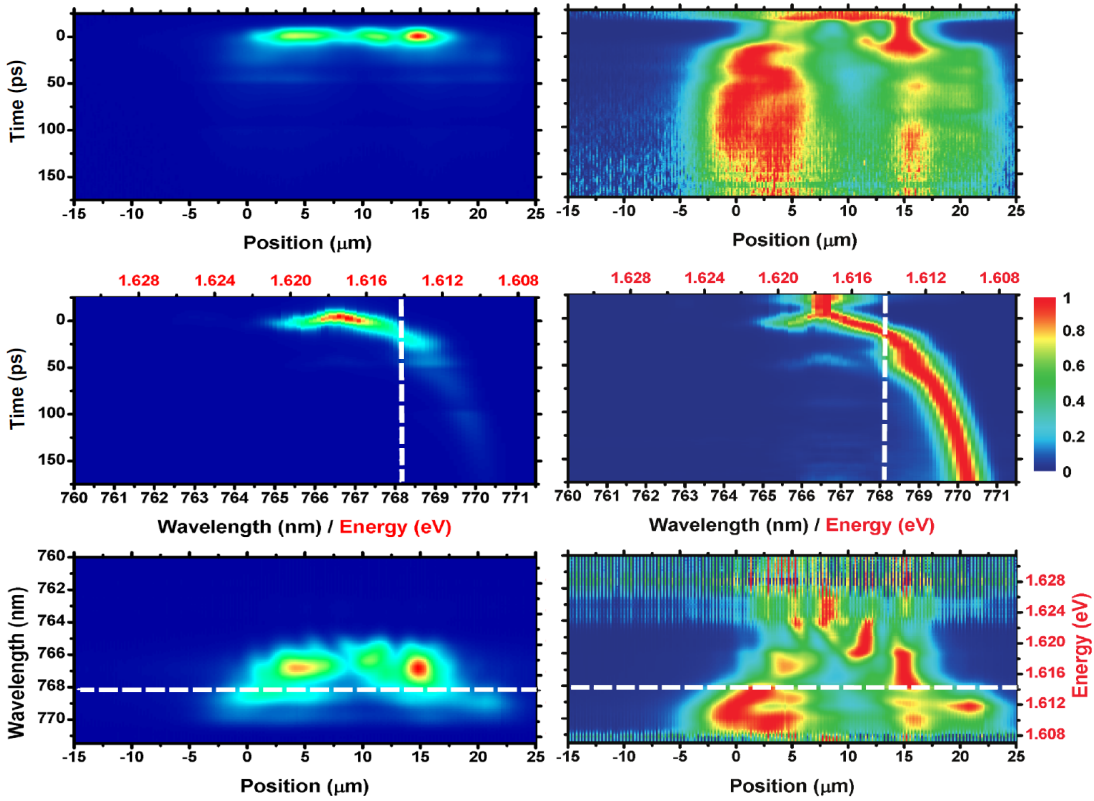 0
50
100
150
Time (ps)
-15 -10 -5 0 5 10 15 20 25
Position (μm)
-15 -10 -5 0 5 10 15 20 25
Position (μm)
1.628 1.624 1.620 1.616 1.612 1.608
1.628 1.624 1.620 1.616 1.612 1.608
0
50
100
150
Time (ps)
760 761 762 763 764 765 766 767 768 769 770 771
Wavelength (nm) / Energy (eV)
760 761 762 763 764 765 766 767 768 769 770 771
Wavelength (nm) / Energy (eV)
1
0.8
0.6
0.4
0.2
0
760
762
764
766
768
770
Wavelength (nm)
-15 -10 -5 0 5 10 15 20 25
Position (μm)
1.628
1.624
1.620
1.616
1.612
1.608
Energy (eV)
-15 -10 -5 0 5 10 15 20 25
Position (μm)